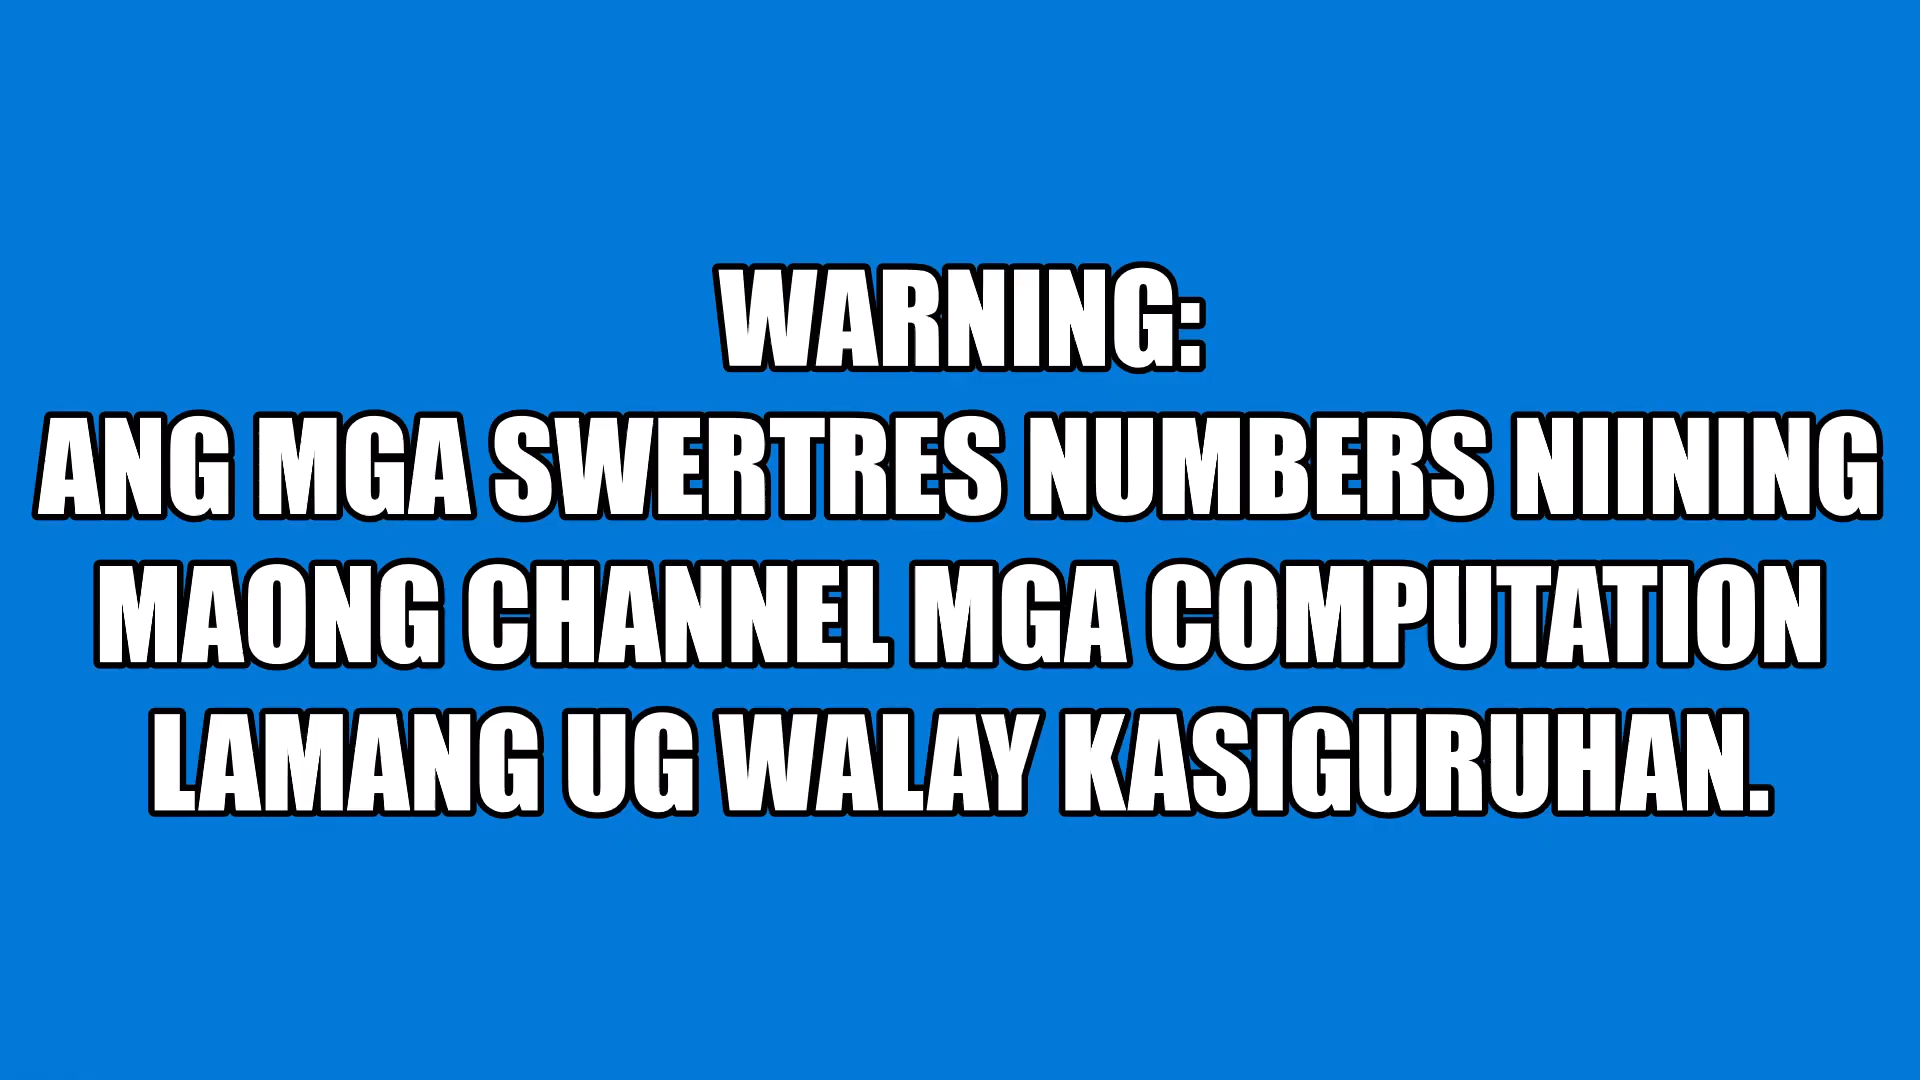 WARNING:
ANG MGA SWERTRES NUMBERS NIINING
MAONG CHANNEL MGA COMPUTATION
LAMANG UG WALAY KASIGURUHAN.